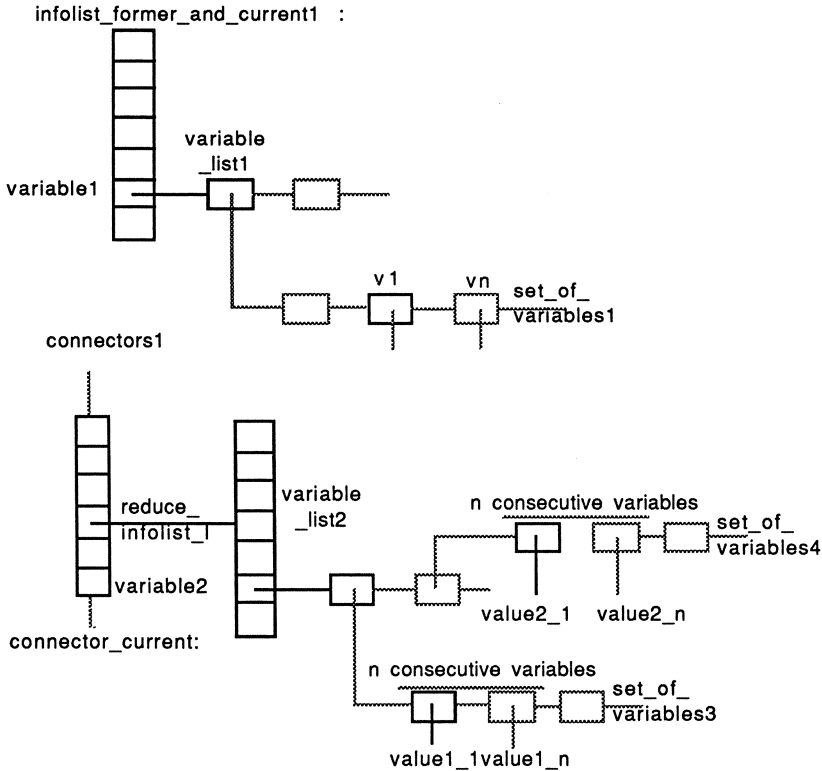 infolist_former_and_current1 :
variable
_list1
variable1
v1
vn
set_of_
variables1
connectors1
variable
_list2
reduce_
infolist_l
variable2
connector_current:
n consecutive variables
set_of_
variables4
value2_1
value2_n
n consecutive variables
set_of_
variables3
value1_1value1_n